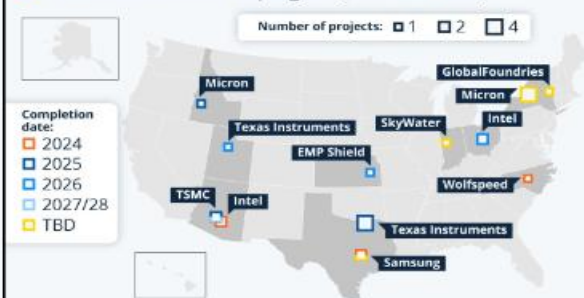 Number of projects: 1 2 4
GlobalFoundries
Micron
Micron
Intel
Texas Instruments
SkyWater
EMP Shield
Completion
date:
2024
2025
2026
2027/28
TBD
Wolfspeed
TSMC
Intel
Texas Instruments
Samsung